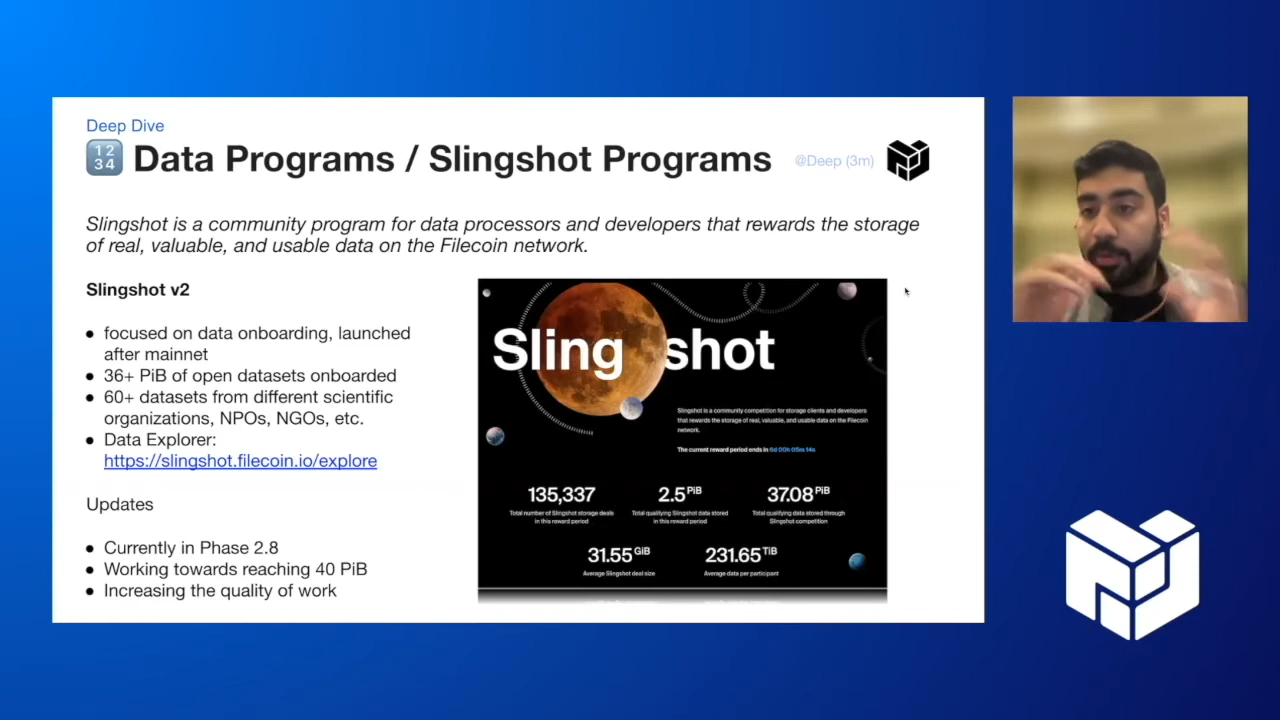 Deep Dive
12 34 Data Programs / Slingshot Programs @Deep (3m)
Slingshot is a community program for data processors and developers that rewards the storage
of real, valuable, and usable data on the Filecoin network.
Slingshot v2
● focused on data onboarding, launched
after mainnet
● 36+ PiB of open datasets onboarded
● 60+ datasets from different scientific
organizations, NPOs, NGOs, etc.
● Data Explorer:
https://slingshot.filecoin.io/explore
Updates
● Currently in Phase 2.8
● Working towards reaching 40 PiB
● Increasing the quality of work
Sling shot
Slingshot is a community competition for storage clients and developers
that rewards the storage of real, valuable, and usable data on the Filecoin
network.
The current reward period ends in 6d 00h 05m 14s
135,337 2.5 PiB 37.08 PiB
Total number of Slingshot storage deals Total qualifying Slingshot data stored Total qualifying data stored through
in this reward period in this reward period Slingshot competition
31.55 GiB 231.65 TiB
Average Slingshot deal size Average data per participant